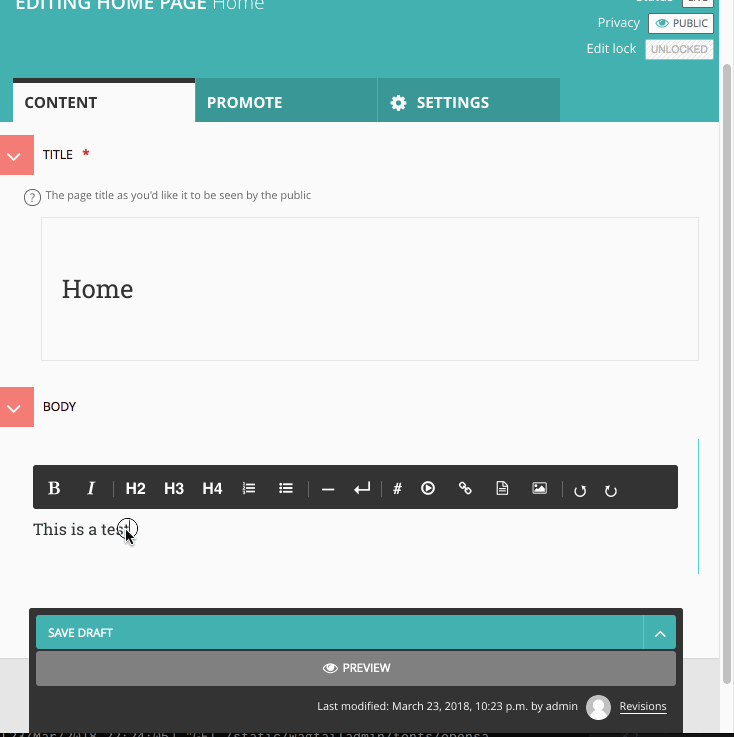 EDITING HOME PAGE Home
Privacy PUBLIC
Edit lock UNLOCKED
CONTENT PROMOTE SETTINGS
TITLE *
? The page title as you'd like it to be seen by the public
Home
BODY
B I H2 H3 H4 #
This is a test
SAVE DRAFT
PREVIEW
Last modified: March 23, 2018, 10:23 p.m. by admin Revisions